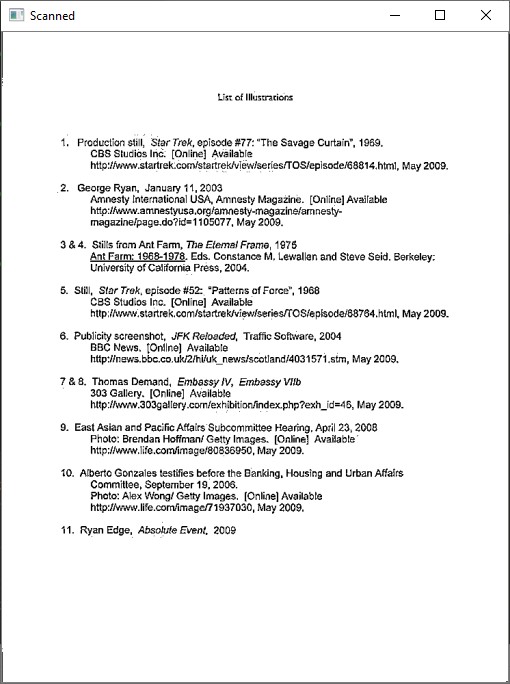 Scanned
List of Illustrations
1. Production still, Star Trek, episode #77: "The Savage Curtain", 1969.
CBS Studios Inc. [Online] Available
http://www.startrek.com/startrek/view/series/TOS/episode/68814.html, May 2009.
2. George Ryan, January 11, 2003
Amnesty International USA, Amnesty Magazine. [Online] Available
http://www.amnestyusa.org/amnesty-magazine/amnesty-
magazine/page.do?id=1105077, May 2009.
3 & 4. Stills from Ant Farm, The Eternal Frame, 1975
Ant Farm: 1968-1978. Eds. Constance M. Lewallen and Steve Seid. Berkeley:
University of California Press, 2004.
5. Still, Star Trek, episode #52: "Patterns of Force", 1968
CBS Studios Inc. [Online] Available
http://www.startrek.com/startrek/view/series/TOS/episode/68764.html, May 2009.
6. Publicity screenshot, JFK Reloaded, Traffic Software, 2004
BBC News. [Online] Available
http://news.bbc.co.uk/2/hi/uk_news/scotland/4031571.stm, May 2009.
7 & 8. Thomas Demand, Embassy IV, Embassy VIIb
303 Gallery. [Online] Available
http://www.303gallery.com/exhibition/index.php?exh_id=46, May 2009.
9. East Asian and Pacific Affairs Subcommittee Hearing, April 23, 2008
Photo: Brendan Hoffman/ Getty Images. [Online] Available
http://www.life.com/image/80836950, May 2009.
10. Alberto Gonzales testifies before the Banking, Housing and Urban Affairs
Committee, September 19, 2006.
Photo: Alex Wong/ Getty Images. [Online] Available
http://www.life.com/image/71937030, May 2009.
11. Ryan Edge, Absolute Event, 2009